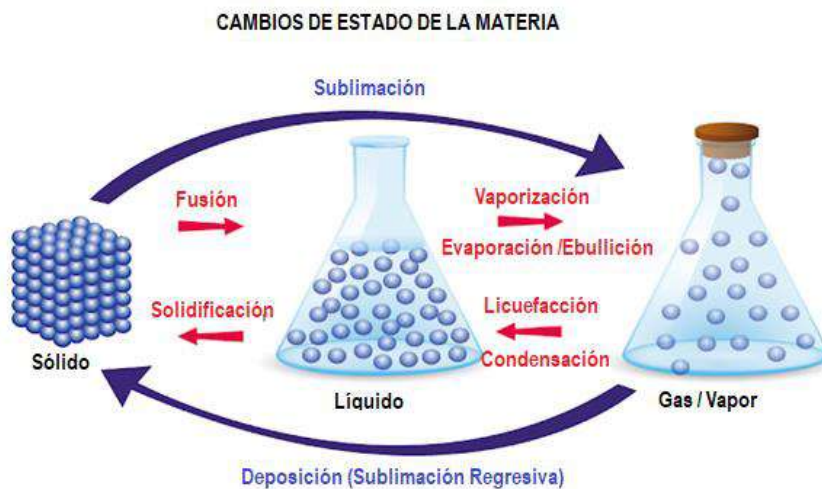 CAMBIOS DE ESTADO DE LA MATERIA
Sublimación
Fusión
Vaporización
Evaporación /Ebullición
Solidificación
Licuefacción
Condensación
Sólido
Líquido
Gas / Vapor
Deposición (Sublimación Regresiva)